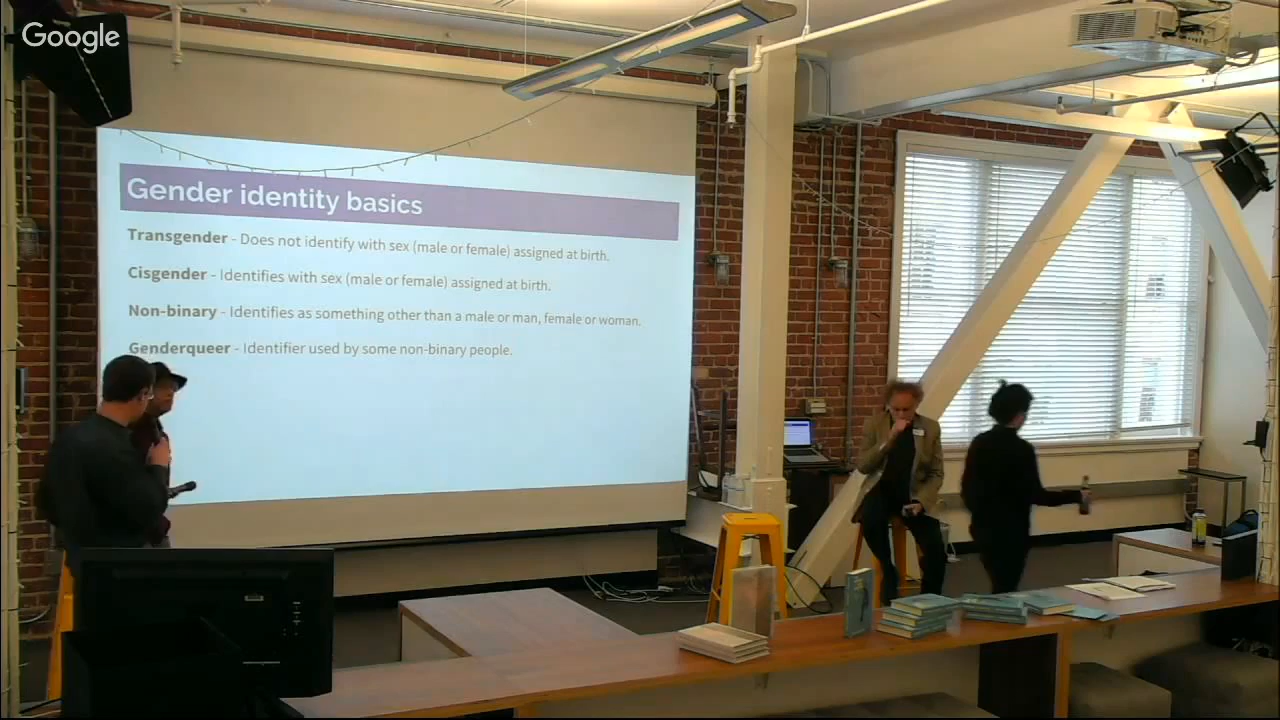 Google
Gender identity basics
Transgender - Does not identify with sex (male or female) assigned at birth.
Cisgender - Identifies with sex (male or female) assigned at birth.
Non-binary - Identifies as something other than a male or man, female or woman.
Genderqueer - Identifier used by some non-binary people.